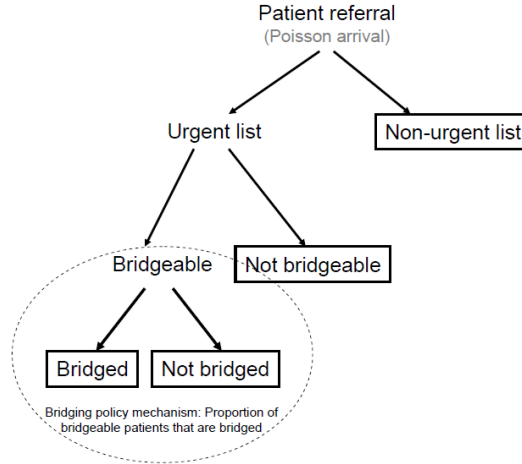 Patient referral
(Poisson arrival)
Urgent list
Non-urgent list
Bridgeable
Not bridgeable
Bridged
Not bridged
Bridging policy mechanism: Proportion of
bridgeable patients that are bridged